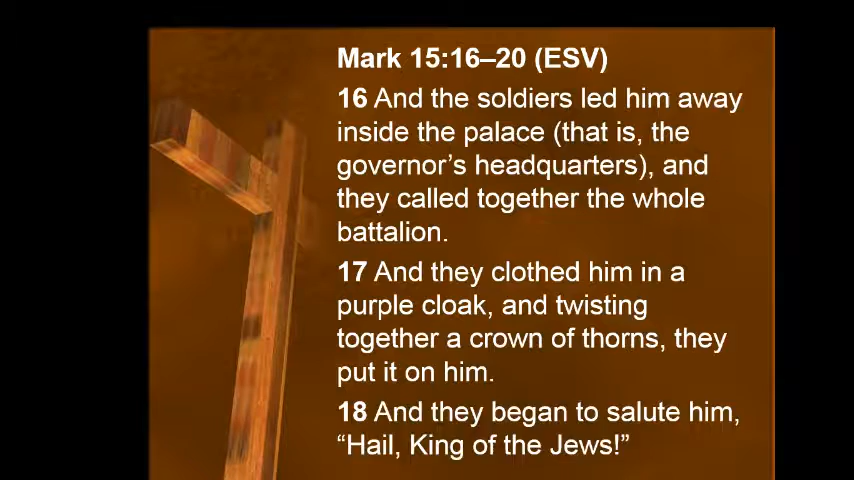 Mark 15:16–20 (ESV)
16 And the soldiers led him away
inside the palace (that is, the
governor’s headquarters), and
they called together the whole
battalion.
17 And they clothed him in a
purple cloak, and twisting
together a crown of thorns, they
put it on him.
18 And they began to salute him,
“Hail, King of the Jews!”